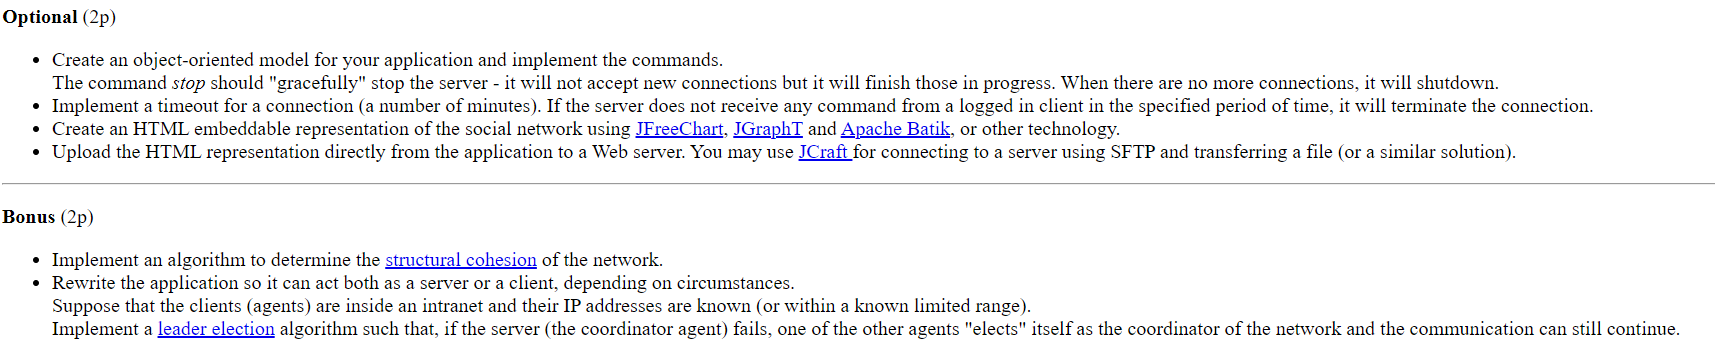 Optional (2p)
• Create an object-oriented model for your application and implement the commands.
The command stop should "gracefully" stop the server - it will not accept new connections but it will finish those in progress. When there are no more connections, it will shutdown.
• Implement a timeout for a connection (a number of minutes). If the server does not receive any command from a logged in client in the specified period of time, it will terminate the connection.
• Create an HTML embeddable representation of the social network using JFreeChart, JGraphT and Apache Batik, or other technology.
• Upload the HTML representation directly from the application to a Web server. You may use JCraft for connecting to a server using SFTP and transferring a file (or a similar solution).
Bonus (2p)
• Implement an algorithm to determine the structural cohesion of the network.
• Rewrite the application so it can act both as a server or a client, depending on circumstances.
Suppose that the clients (agents) are inside an intranet and their IP addresses are known (or within a known limited range).
Implement a leader election algorithm such that, if the server (the coordinator agent) fails, one of the other agents "elects" itself as the coordinator of the network and the communication can still continue.